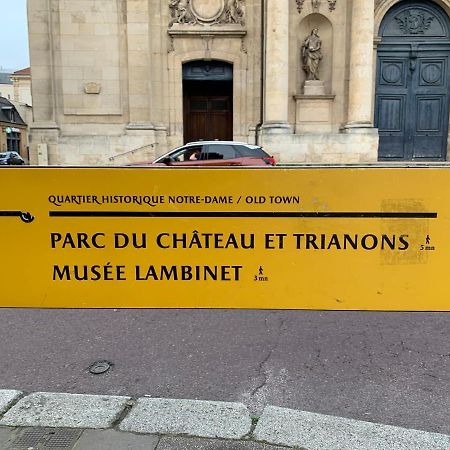 QUARTIER HISTORIQUE NOTRE-DAME / OLD TOWN
PARC DU CHÂTEAU ET TRIANONS 5 mn
MUSÉE LAMBINET 3 mn